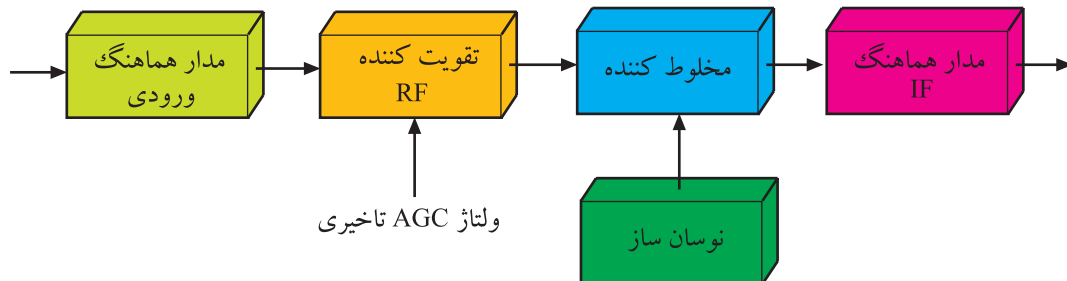 مدار هماهنگ
ورودی
تقویت کننده
RF
مخلوط کننده
مدار هماهنگ
IF
ولتاژ AGC تاخیری
نوسان ساز